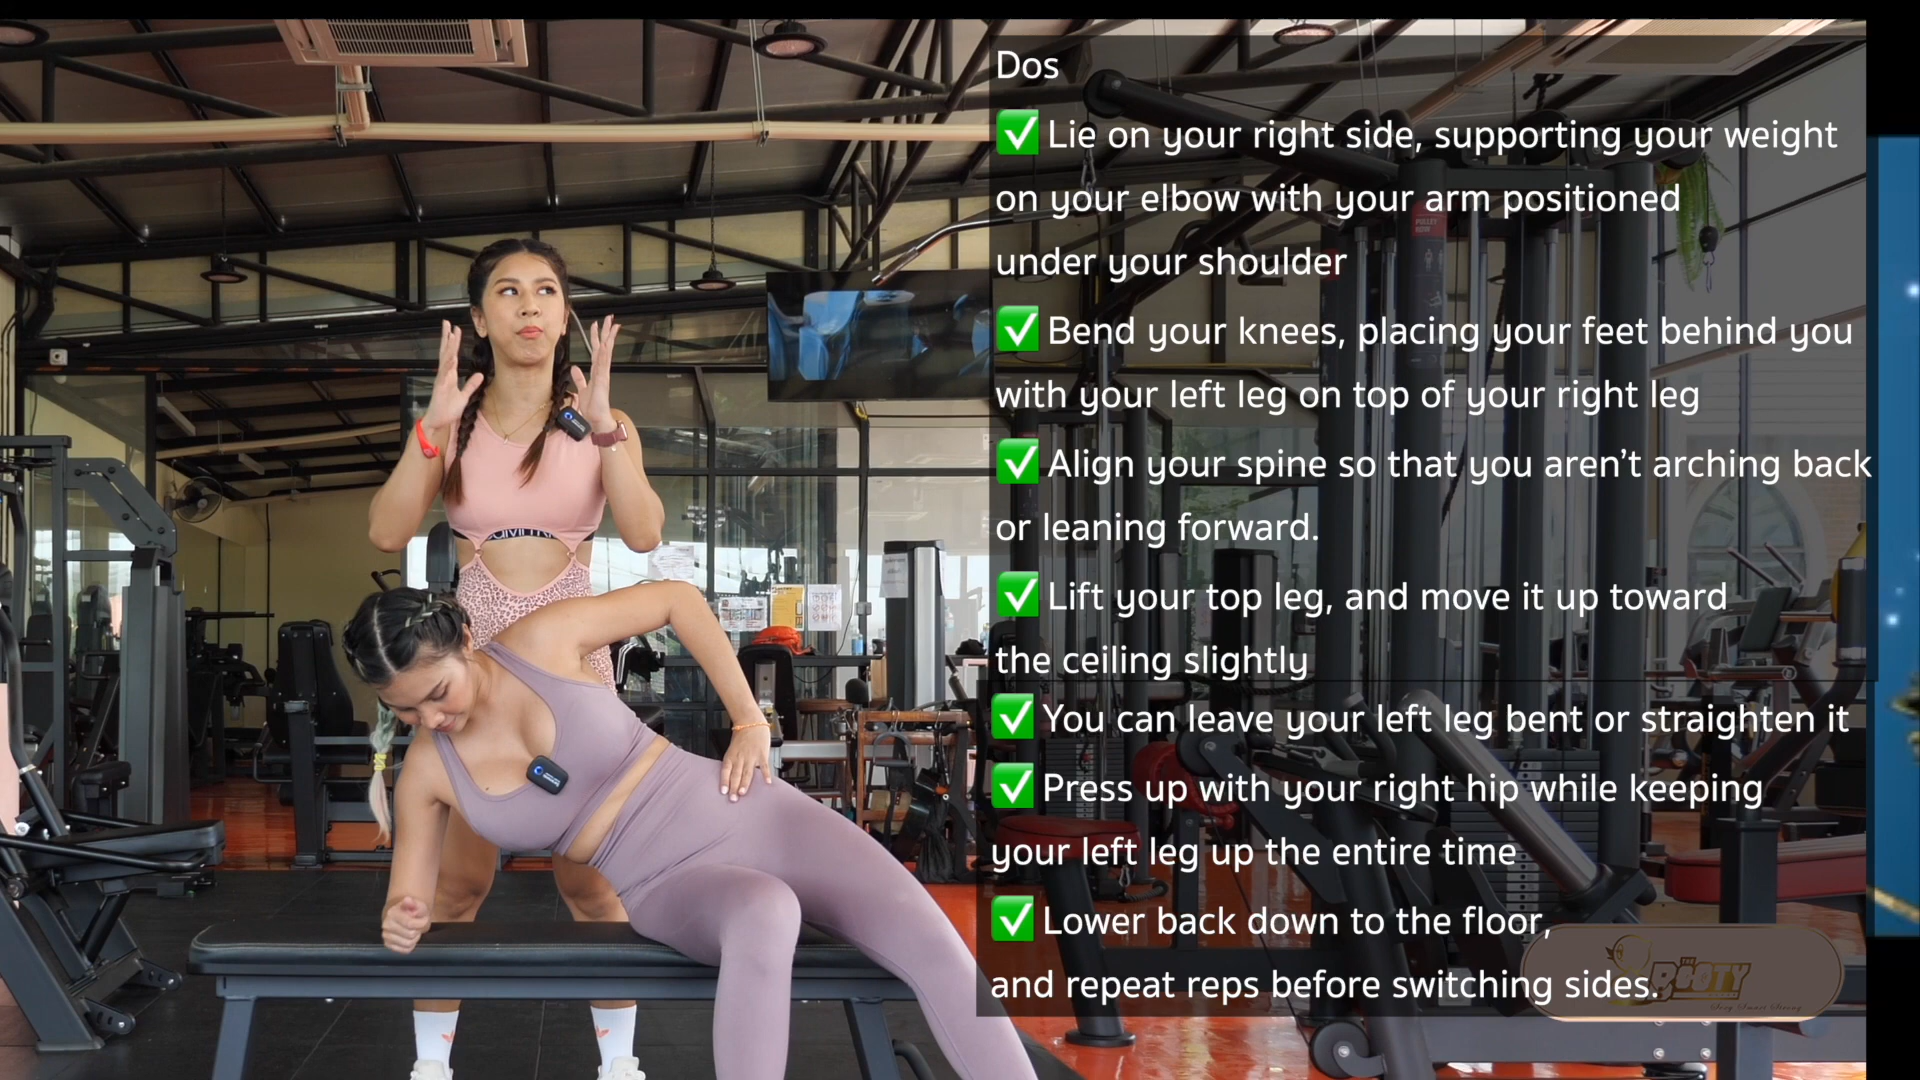 Dos
✅ Lie on your right side, supporting your weight
on your elbow with your arm positioned
under your shoulder
✅ Bend your knees, placing your feet behind you
with your left leg on top of your right leg
✅ Align your spine so that you aren’t arching back
or leaning forward.
✅ Lift your top leg, and move it up toward
the ceiling slightly
✅ You can leave your left leg bent or straighten it
✅ Press up with your right hip while keeping
your left leg up the entire time
✅ Lower back down to the floor,
and repeat reps before switching sides.
THE
BOOTY